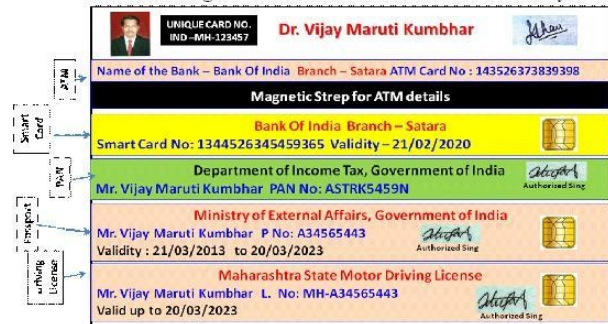 UNIQUE CARD NO.
IND –MH-123457
Dr. Vijay Maruti Kumbhar
ATM
Name of the Bank – Bank Of India Branch – Satara ATM Card No : 143526373839398
Magnetic Strep for ATM details
Smart
Card
Bank Of India Branch – Satara
Smart Card No: 1344526345459365 Validity – 21/02/2020
PAN
Department of Income Tax, Government of India
Mr. Vijay Maruti Kumbhar PAN No: ASTRK5459N
Authorized Sing
Passport
Ministry of External Affairs, Government of India
Mr. Vijay Maruti Kumbhar P No: A34565443
Validity : 21/03/2013 to 20/03/2023
Authorized Sing
Driving
License
Maharashtra State Motor Driving License
Mr. Vijay Maruti Kumbhar L. No: MH-A34565443
Valid up to 20/03/2023
Authorized Sing